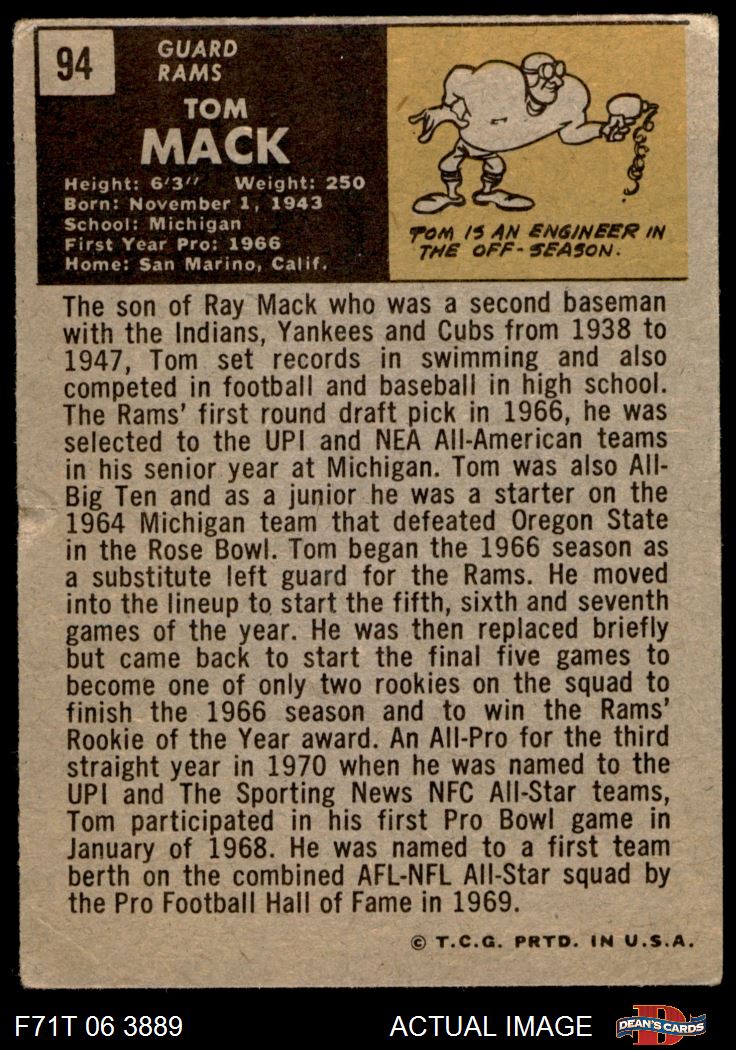 94
GUARD
RAMS
TOM
MACK
Height: 6'3" Weight: 250
Born: November 1, 1943
School: Michigan
First Year Pro: 1966
Home: San Marino, Calif.
TOM IS AN ENGINEER IN
THE OFF-SEASON.
The son of Ray Mack who was a second baseman
with the Indians, Yankees and Cubs from 1938 to
1947, Tom set records in swimming and also
competed in football and baseball in high school.
The Rams' first round draft pick in 1966, he was
selected to the UPI and NEA All-American teams
in his senior year at Michigan. Tom was also All-
Big Ten and as a junior he was a starter on the
1964 Michigan team that defeated Oregon State
in the Rose Bowl. Tom began the 1966 season as
a substitute left guard for the Rams. He moved
into the lineup to start the fifth, sixth and seventh
games of the year. He was then replaced briefly
but came back to start the final five games to
become one of only two rookies on the squad to
finish the 1966 season and to win the Rams'
Rookie of the Year award. An All-Pro for the third
straight year in 1970 when he was named to the
UPI and The Sporting News NFC All-Star teams,
Tom participated in his first Pro Bowl game in
January of 1968. He was named to a first team
berth on the combined AFL-NFL All-Star squad by
the Pro Football Hall of Fame in 1969.
© T.C.G. PRTD. IN U.S.A.
F71T 06 3889 ACTUAL IMAGE D DEAN'S CARDS